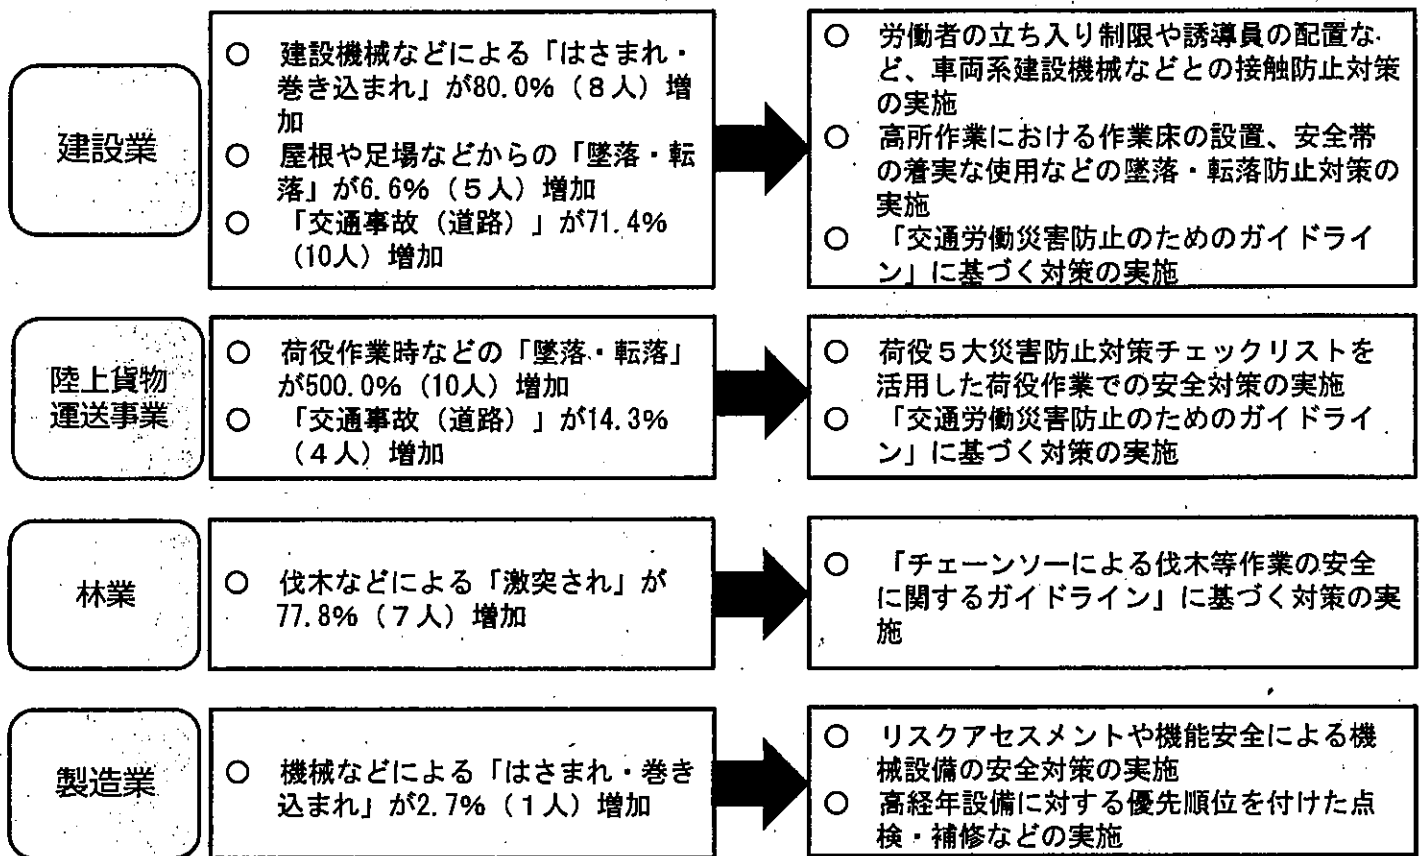 建設業
○ 建設機械などによる「はさまれ・
巻き込まれ」が80.0%（8人）増
加
○ 屋根や足場などからの「墜落・転
落」が6.6%（5人）増加
○ 「交通事故（道路）」が71.4%
（10人）増加
○ 労働者の立ち入り制限や誘導員の配置な
ど、車両系建設機械などとの接触防止対策
の実施
○ 高所作業における作業床の設置、安全帯
の着実な使用などの墜落・転落防止対策の
実施
○ 「交通労働災害防止のためのガイドライ
ン」に基づく対策の実施
陸上貨物
運送事業
○ 荷役作業時などの「墜落・転落」
が500.0%（10人）増加
○ 「交通事故（道路）」が14.3%
（4人）増加
○ 荷役5大災害防止対策チェックリストを
活用した荷役作業での安全対策の実施
○ 「交通労働災害防止のためのガイドライ
ン」に基づく対策の実施
林業
○ 伐木などによる「激突され」が
77.8%（7人）増加
○ 「チェーンソーによる伐木等作業の安全
に関するガイドライン」に基づく対策の実
施
製造業
○ 機械などによる「はさまれ・巻き
込まれ」が2.7%（1人）増加
○ リスクアセスメントや機能安全による機
械設備の安全対策の実施
○ 高経年設備に対する優先順位を付けた点
検・補修などの実施